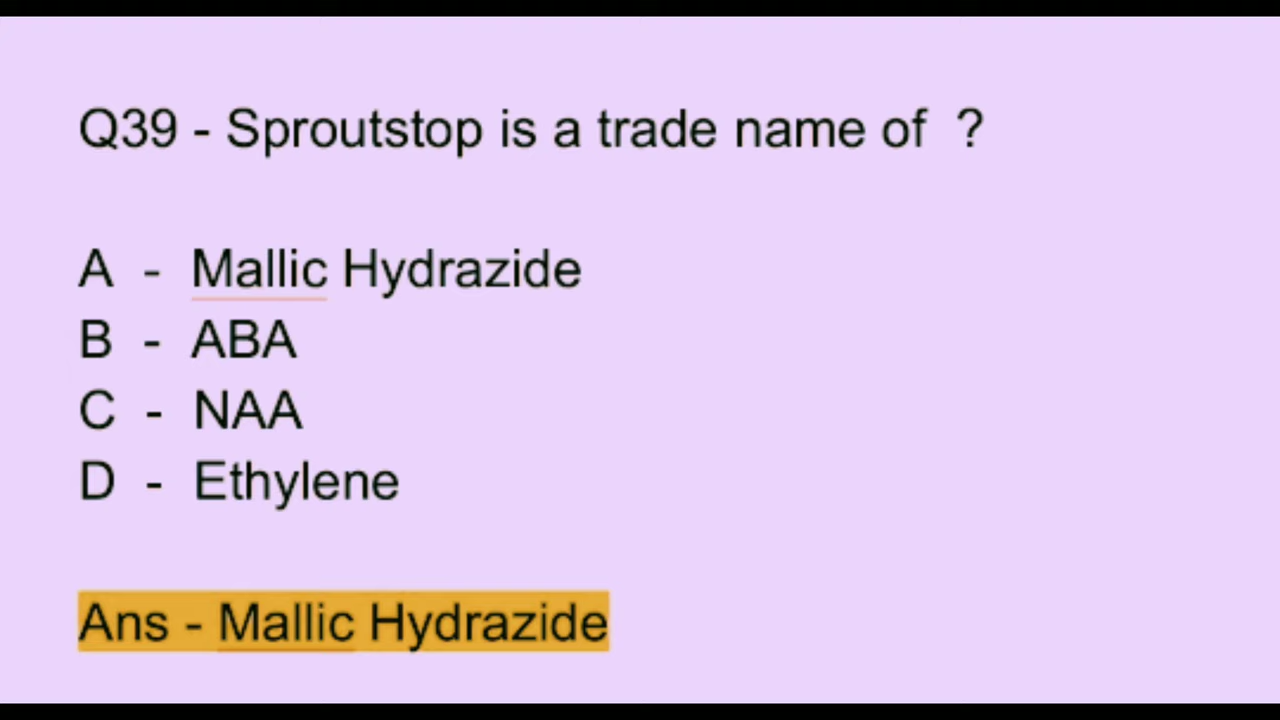 Q39 - Sproutstop is a trade name of  ?
A  -  Mallic Hydrazide
B  -  ABA
C  -  NAA
D  -  Ethylene
Ans - Mallic Hydrazide